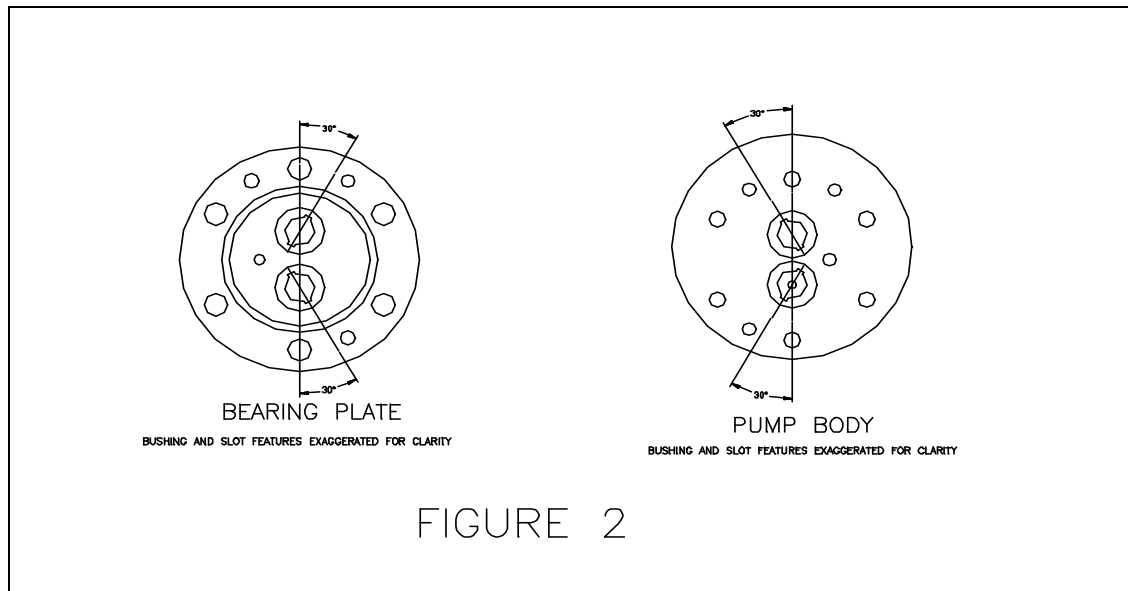 30°
30°
30°
30°
BEARING PLATE
BUSHING AND SLOT FEATURES EXAGGERATED FOR CLARITY
PUMP BODY
BUSHING AND SLOT FEATURES EXAGGERATED FOR CLARITY
FIGURE 2